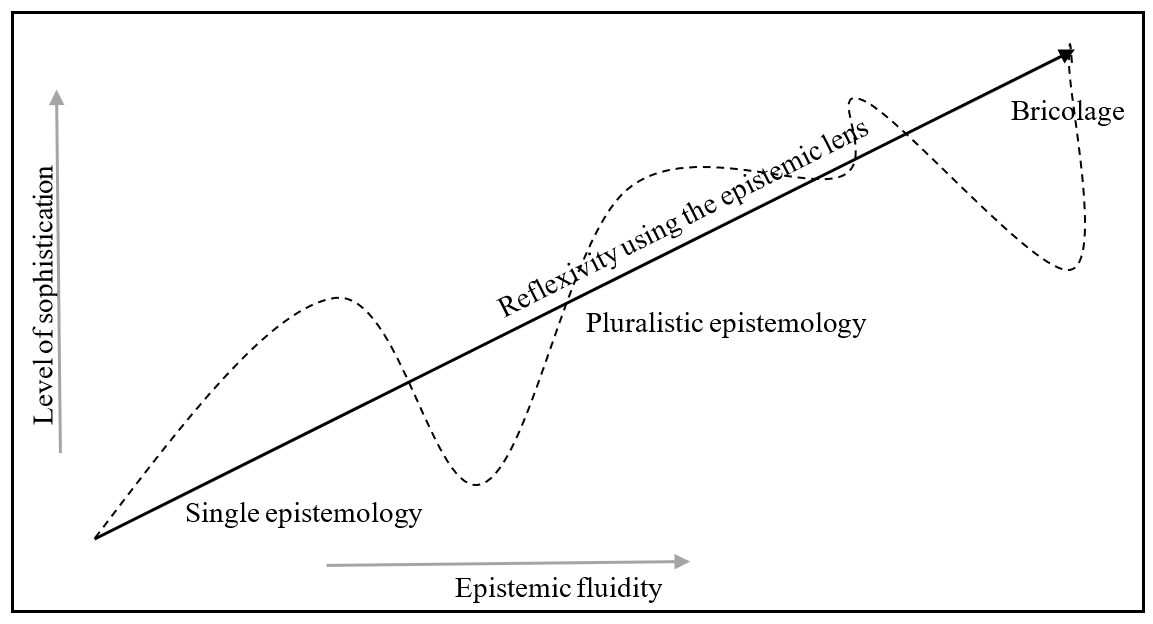 Bricolage
Reflexivity using the epistemic lens
Level of sophistication
Pluralistic epistemology
Single epistemology
Epistemic fluidity